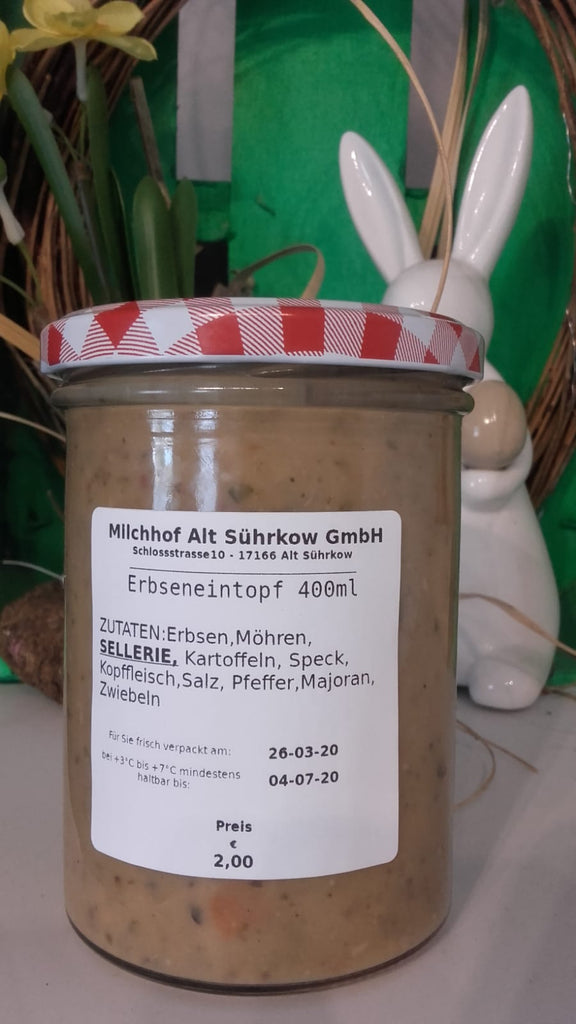 Milchhof Alt Sührkow GmbH
Schlossstrasse10 - 17166 Alt Sührkow
Erbseneintopf 400ml
ZUTATEN:Erbsen,Möhren,
SELLERIE, Kartoffeln, Speck,
Kopffleisch,Salz, Pfeffer,Majoran,
Zwiebeln
Für Sie frisch verpackt am: 26-03-20
bei +3°C bis +7°C mindestens
haltbar bis: 04-07-20
Preis
€
2,00